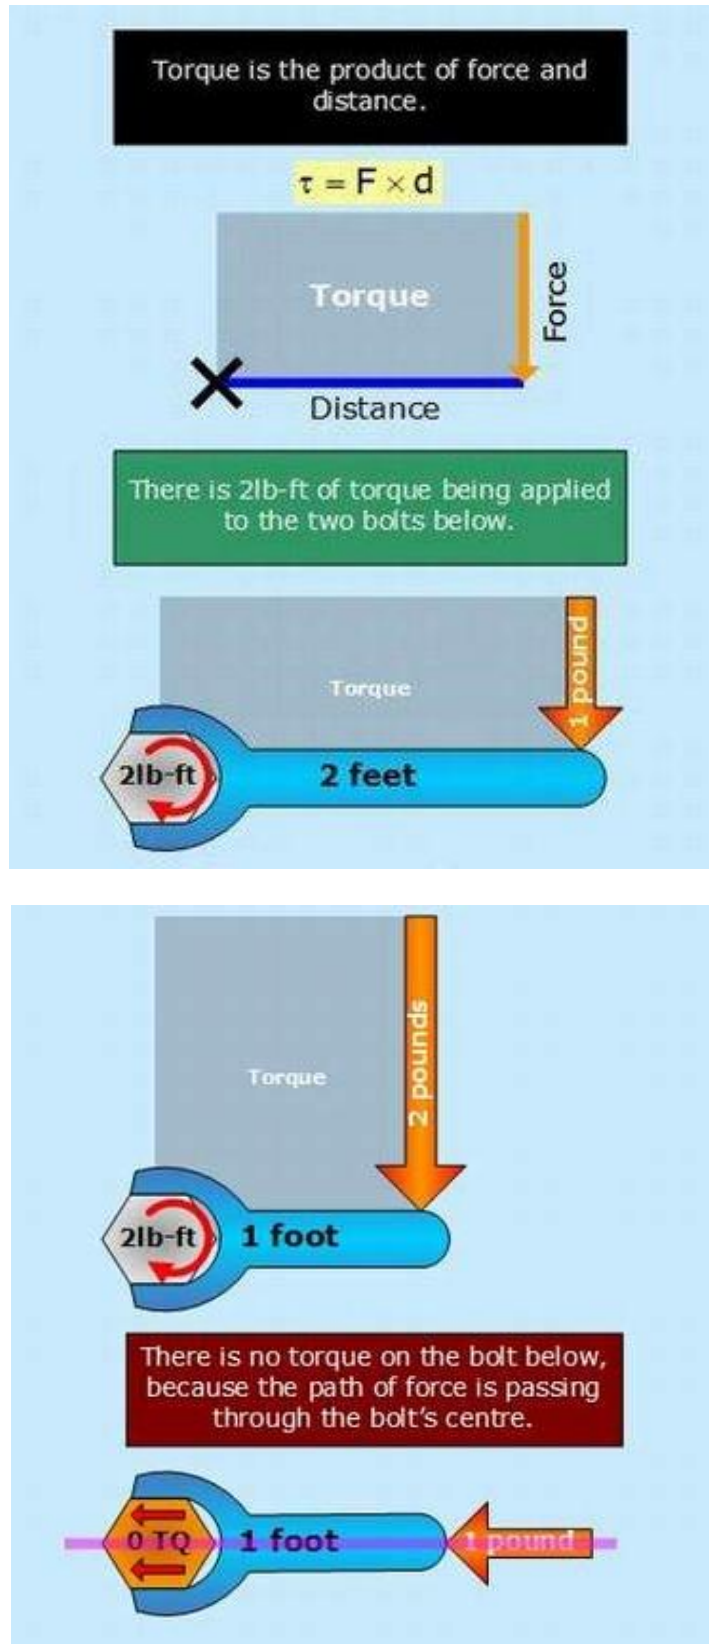 Torque is the product of force and
distance.
τ = F × d
Torque
Force
Distance
There is 2lb-ft of torque being applied
to the two bolts below.
1 pound
Torque
2lb-ft
2 feet
2 pounds
Torque
2lb-ft
1 foot
There is no torque on the bolt below,
because the path of force is passing
through the bolt's centre.
0 TQ
1 foot
1 pound